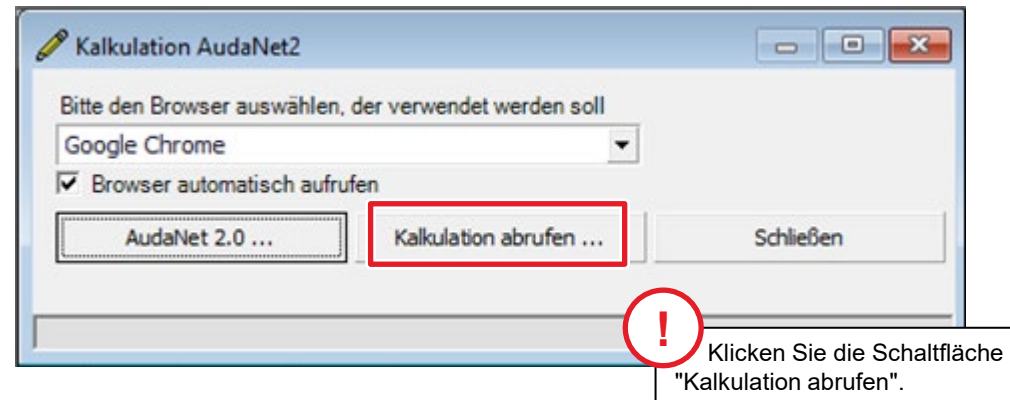 Kalkulation AudaNet2
Bitte den Browser auswählen, der verwendet werden soll
Google Chrome
Browser automatisch aufrufen
AudaNet 2.0 ...
Kalkulation abrufen ...
Schließen
!
Klicken Sie die Schaltfläche
"Kalkulation abrufen".